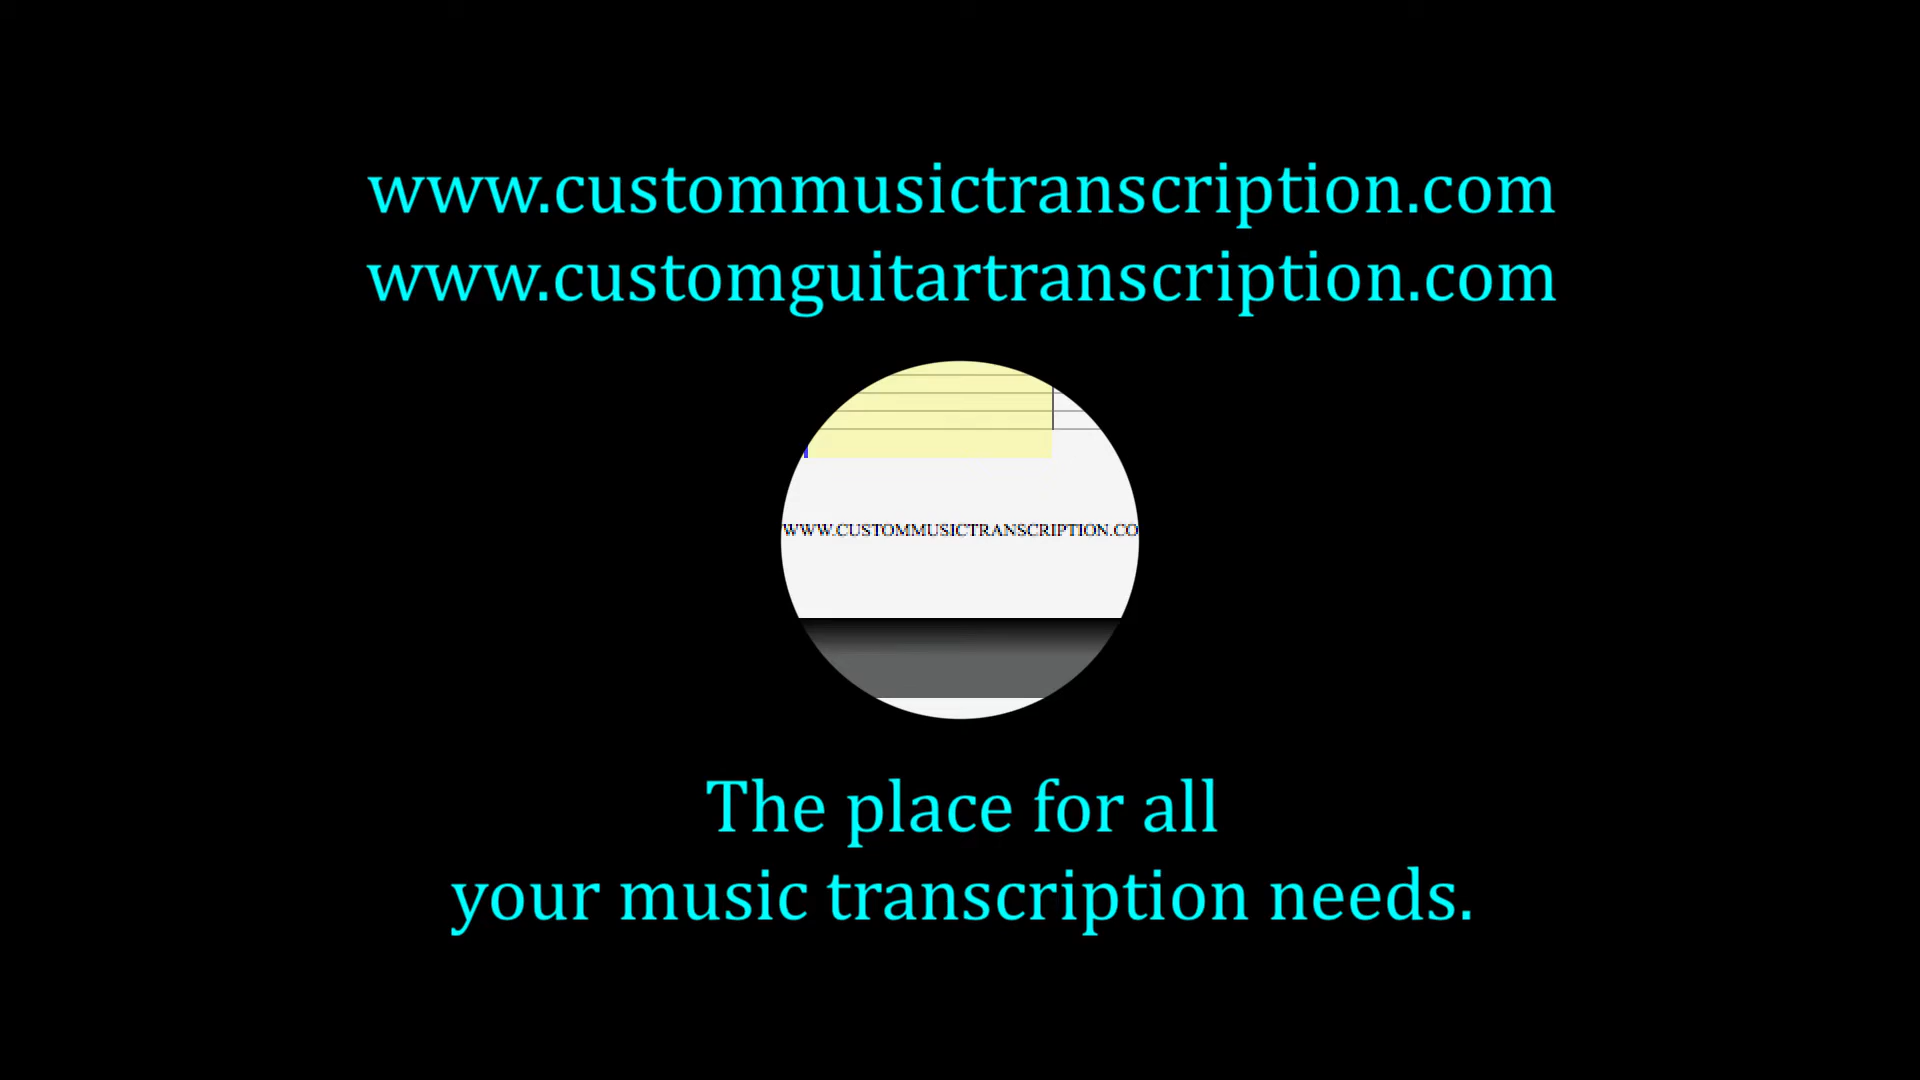 www.custommusictranscription.com
www.customguitartranscription.com
WWW.CUSTOMMUSICTRANSCRIPTION.CO
The place for all
your music transcription needs.